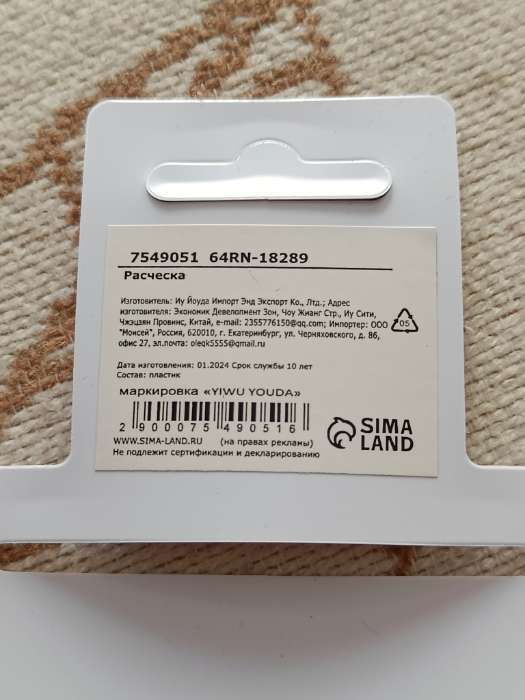 7549051 64RN-18289
Расческа
Изготовитель: Иу Йоуда Импорт Энд Экспорт Ко., Лтд.; Адрес
изготовителя: Экономик Девелопмент Зон, Чоу Жианг Стр., Иу Сити,
Чжэцзян Провинс, Китай, e-mail: 2355776150@qq.com; Импортер: ООО
"Моисей", Россия, 620010, г. Екатеринбург, ул. Черняховского, д. 86,
офис 27, эл.почта: oleqk5555@gmail.ru
05
Дата изготовления: 01.2024 Срок службы 10 лет
Состав: пластик
маркировка «YIWU YOUDA»
2 900075 490516
WWW.SIMA-LAND.RU (на правах рекламы)
Не подлежит сертификации и декларированию
SIMA
LAND